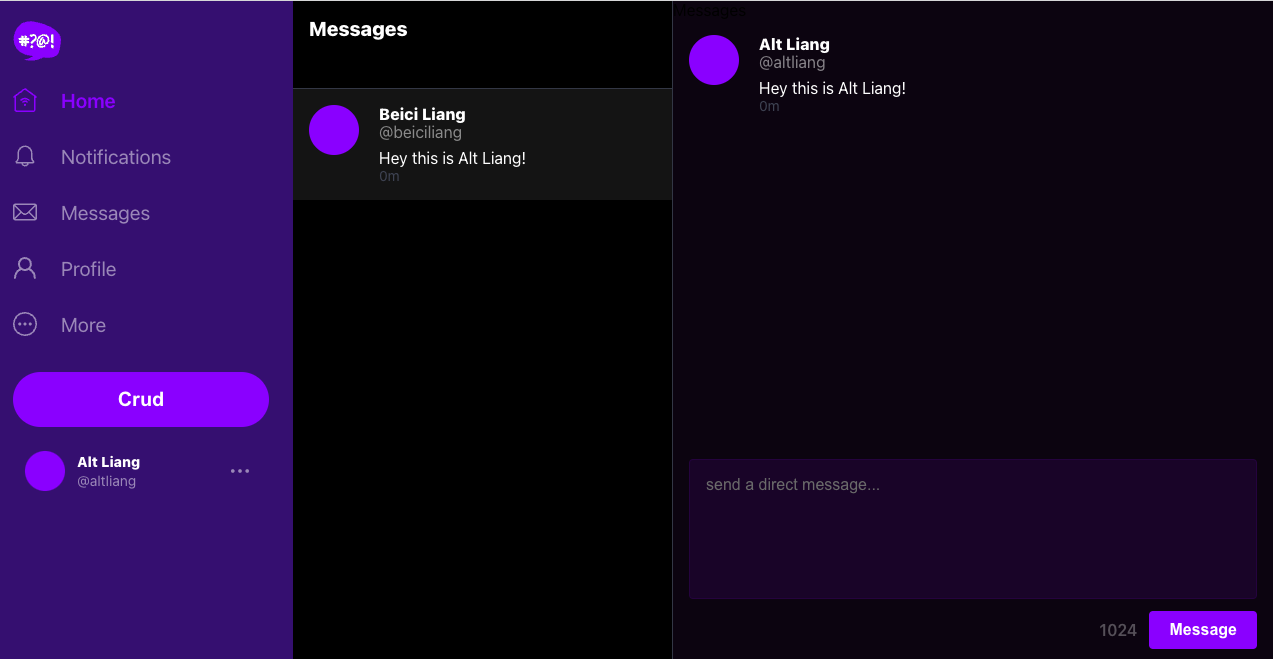 #?@!
Home
Notifications
Messages
Profile
More
Crud
Alt Liang
@altliang
Messages
Beici Liang
@beiciliang
Hey this is Alt Liang!
0m
Messages
Alt Liang
@altliang
Hey this is Alt Liang!
0m
send a direct message...
1024
Message